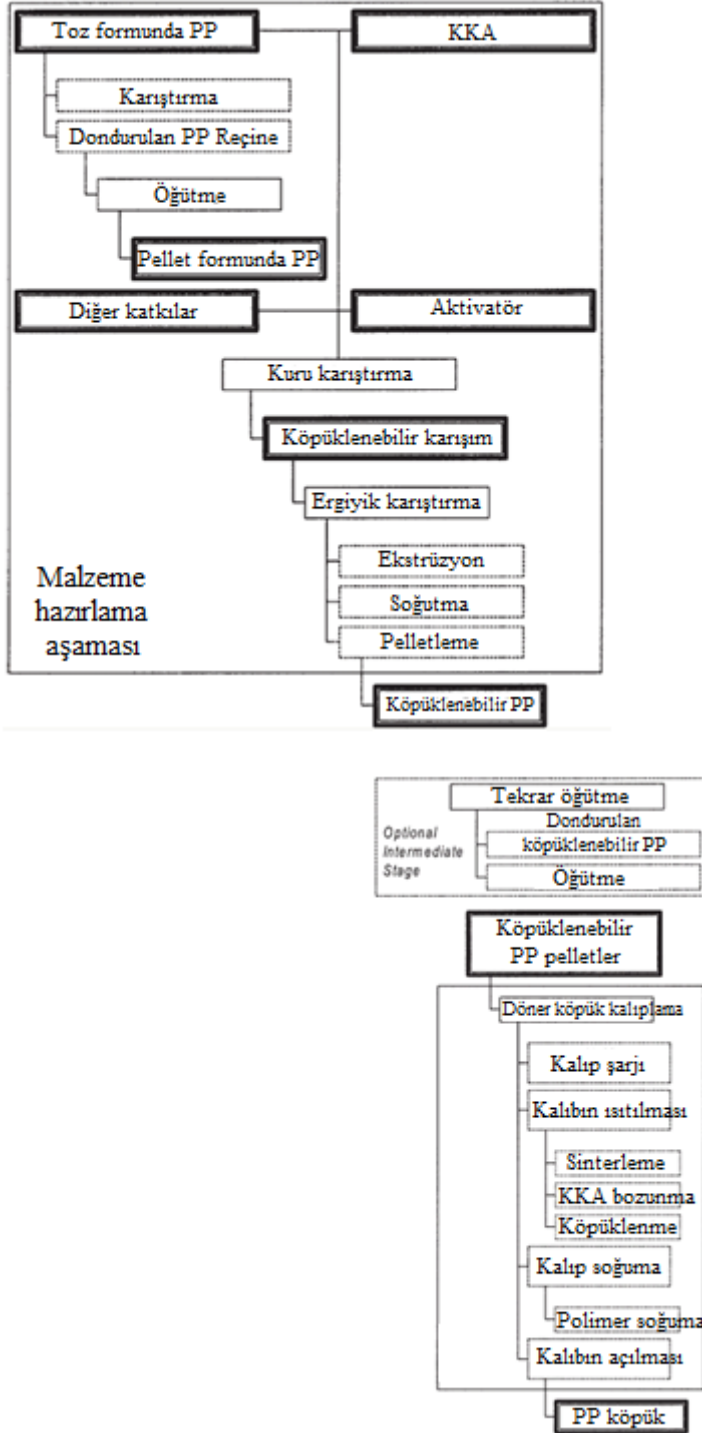 Toz formunda PP
KKA
Karıştırma
Dondurulan PP Reçine
Öğütme
Pellet formunda PP
Diğer katkılar
Aktivatör
Kuru karıştırma
Köpüklenebilir karışım
Ergiyik karıştırma
Ekstrüzyon
Soğutma
Pelletleme
Malzeme
hazırlama
aşaması
Köpüklenebilir PP
Tekrar öğütme
Optional
Intermediate
Stage
Dondurulan
köpüklenebilir PP
Öğütme
Köpüklenebilir
PP pelletler
Döner köpük kalıplama
Kalıp şarjı
Kalıbın ısıtılması
Sinterleme
KKA bozunma
Köpüklenme
Kalıp soğuma
Polimer soğuma
Kalıbın açılması
PP köpük